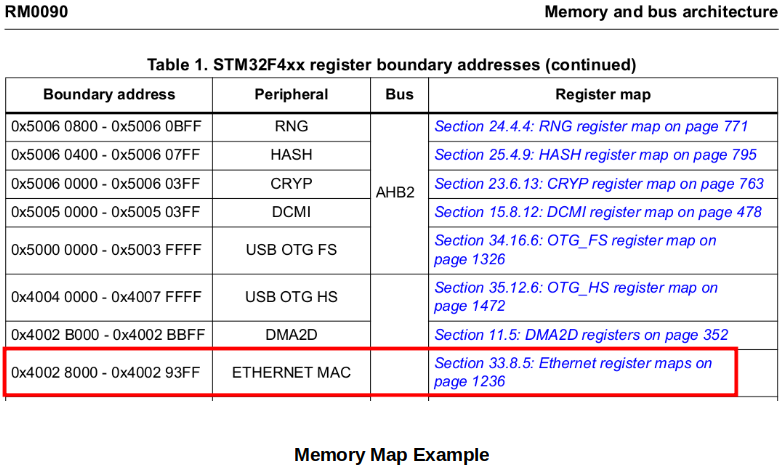 RM0090 Memory and bus architecture
Table 1. STM32F4xx register boundary addresses (continued)
Boundary address Peripheral Bus Register map
0x5006 0800 - 0x5006 0BFF RNG Section 24.4.4: RNG register map on page 771
0x5006 0400 - 0x5006 07FF HASH Section 25.4.9: HASH register map on page 795
0x5006 0000 - 0x5006 03FF CRYP Section 23.6.13: CRYP register map on page 763
AHB2
0x5005 0000 - 0x5005 03FF DCMI Section 15.8.12: DCMI register map on page 478
0x5000 0000 - 0x5003 FFFF USB OTG FS Section 34.16.6: OTG_FS register map on
page 1326
0x4004 0000 - 0x4007 FFFF USB OTG HS Section 35.12.6: OTG_HS register map on
page 1472
0x4002 B000 - 0x4002 BBFF DMA2D Section 11.5: DMA2D registers on page 352
0x4002 8000 - 0x4002 93FF ETHERNET MAC Section 33.8.5: Ethernet register maps on
page 1236
Memory Map Example